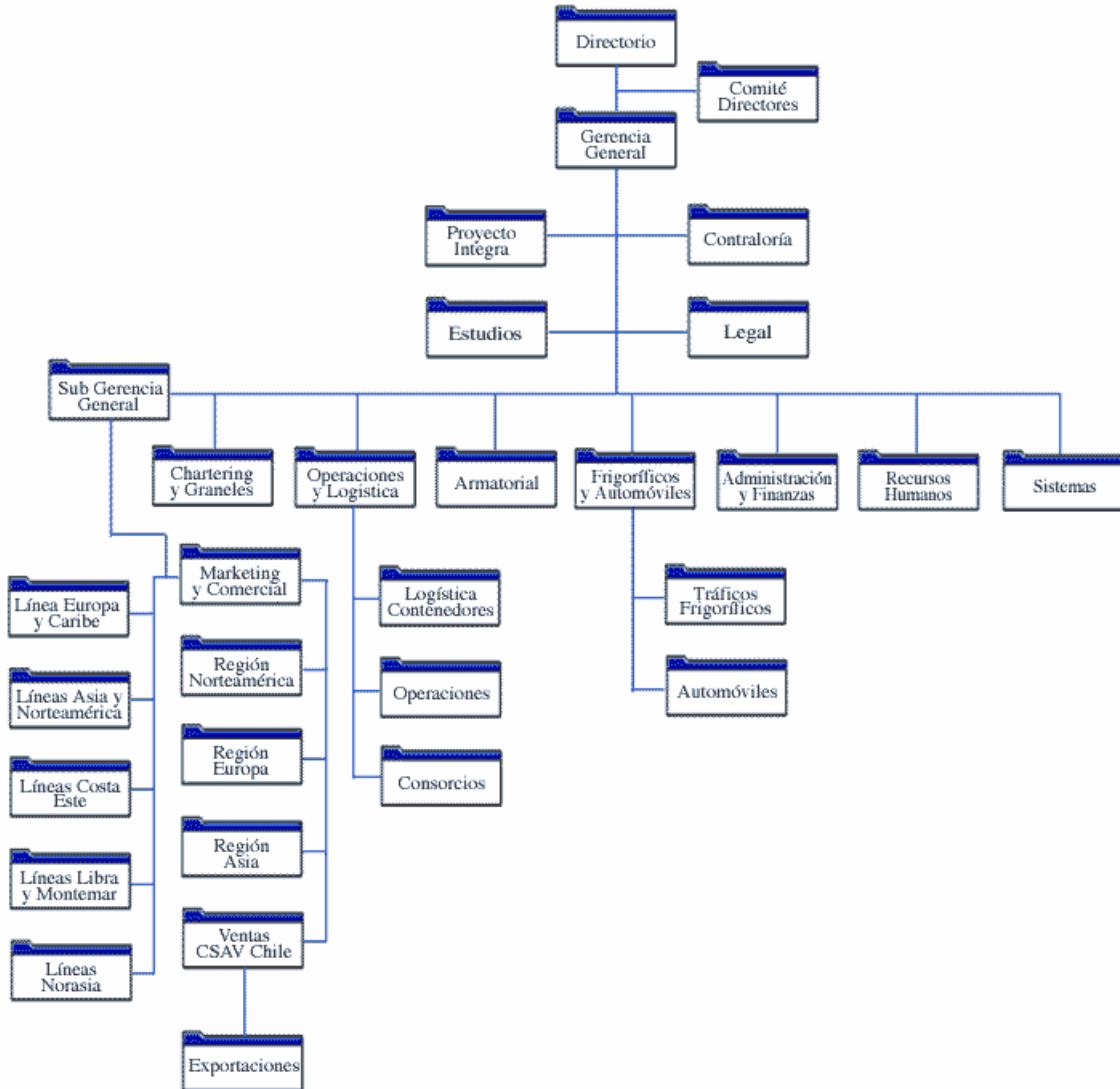 Directorio
Comité
Directores
Gerencia
General
Proyecto
Integra
Contraloría
Estudios
Legal
Sub Gerencia
General
Chartering
y Graneles
Operaciones
y Logística
Armatorial
Frigoríficos
y Automóviles
Administración
y Finanzas
Recursos
Humanos
Sistemas
Marketing
y Comercial
Línea Europa
y Caribe
Logística
Contenedores
Tráficos
Frigoríficos
Región
Norteamérica
Líneas Asia y
Norteamérica
Operaciones
Automóviles
Región
Europa
Líneas Costa
Este
Consorcios
Región
Asia
Líneas Libra
y Montemar
Ventas
CSAV Chile
Líneas
Norasia
Exportaciones